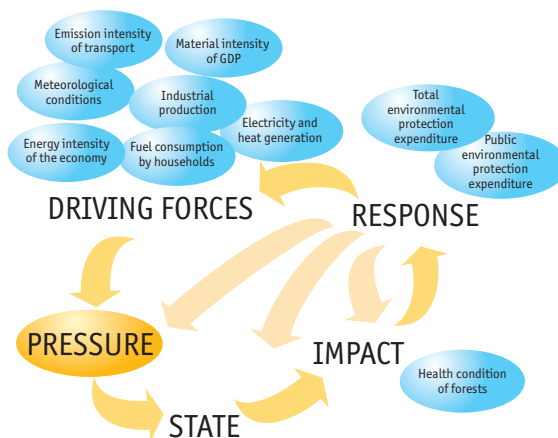 Emission intensity
of transport
Material intensity
of GDP
Meteorological
conditions
Industrial
production
Electricity and
heat generation
Energy intensity
of the economy
Fuel consumption
by households
Total
environmental
protection
expenditure
Public
environmental
protection
expenditure
DRIVING FORCES
RESPONSE
PRESSURE
IMPACT
Health condition
of forests
STATE